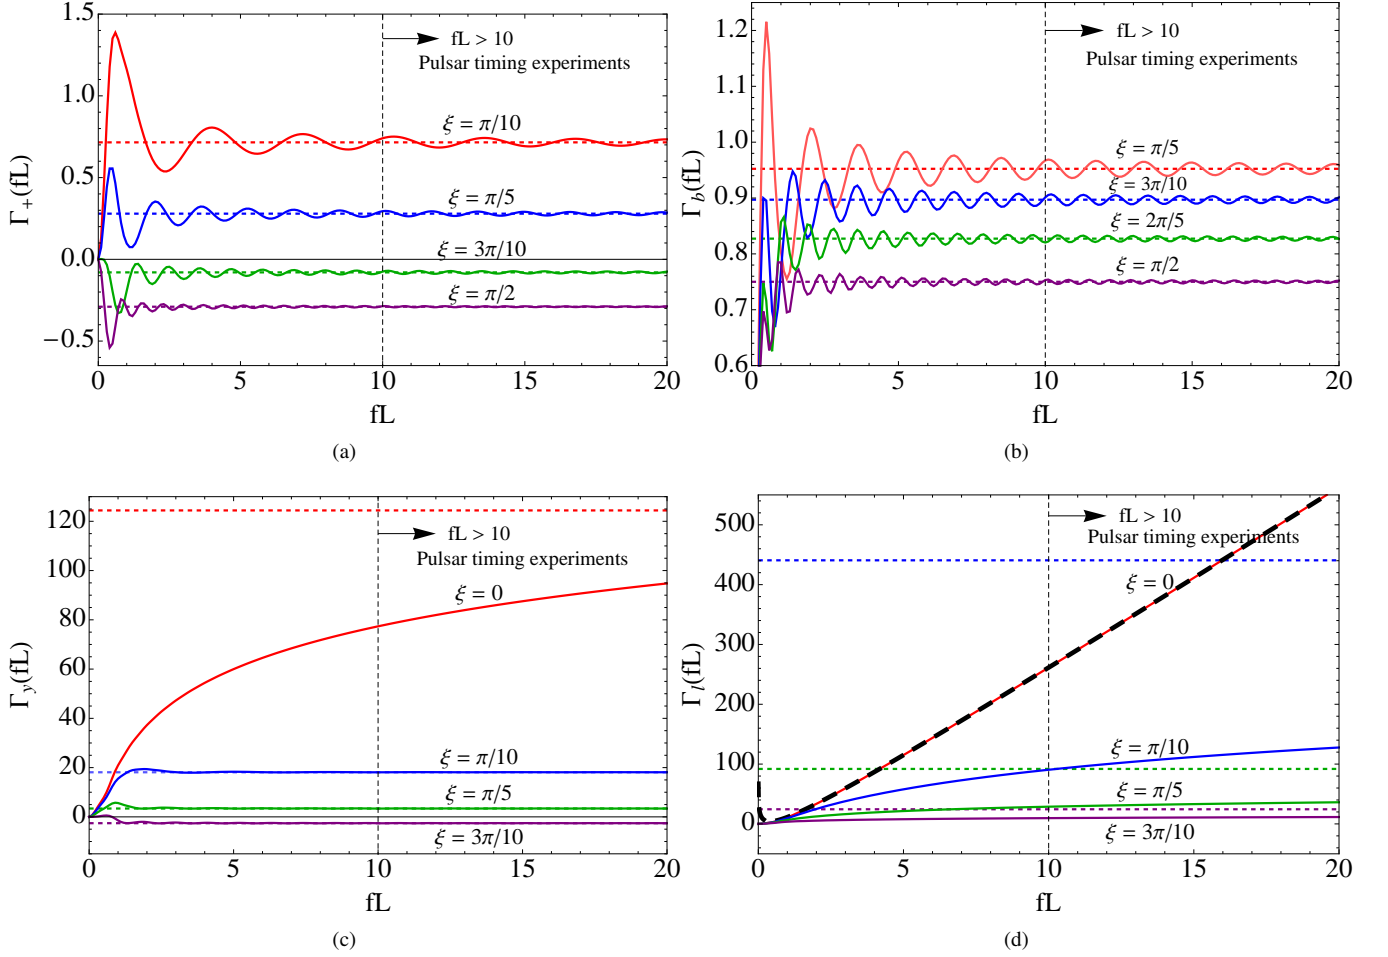 1.5
1.0
0.5
0.0
−0.5
Γ+(fL)
fL > 10
Pulsar timing experiments
ξ = π/10
ξ = π/5
ξ = 3π/10
ξ = π/2
0 5 10 15 20
fL
(a)
1.2
1.1
1.0
0.9
0.8
0.7
0.6
Γb(fL)
fL > 10
Pulsar timing experiments
ξ = π/5
ξ = 3π/10
ξ = 2π/5
ξ = π/2
0 5 10 15 20
fL
(b)
120
100
80
60
40
20
0
Γy(fL)
fL > 10
Pulsar timing experiments
ξ = 0
ξ = π/10
ξ = π/5
ξ = 3π/10
0 5 10 15 20
fL
(c)
500
400
300
200
100
0
Γl(fL)
fL > 10
Pulsar timing experiments
ξ = 0
ξ = π/10
ξ = π/5
ξ = 3π/10
0 5 10 15 20
fL
(d)